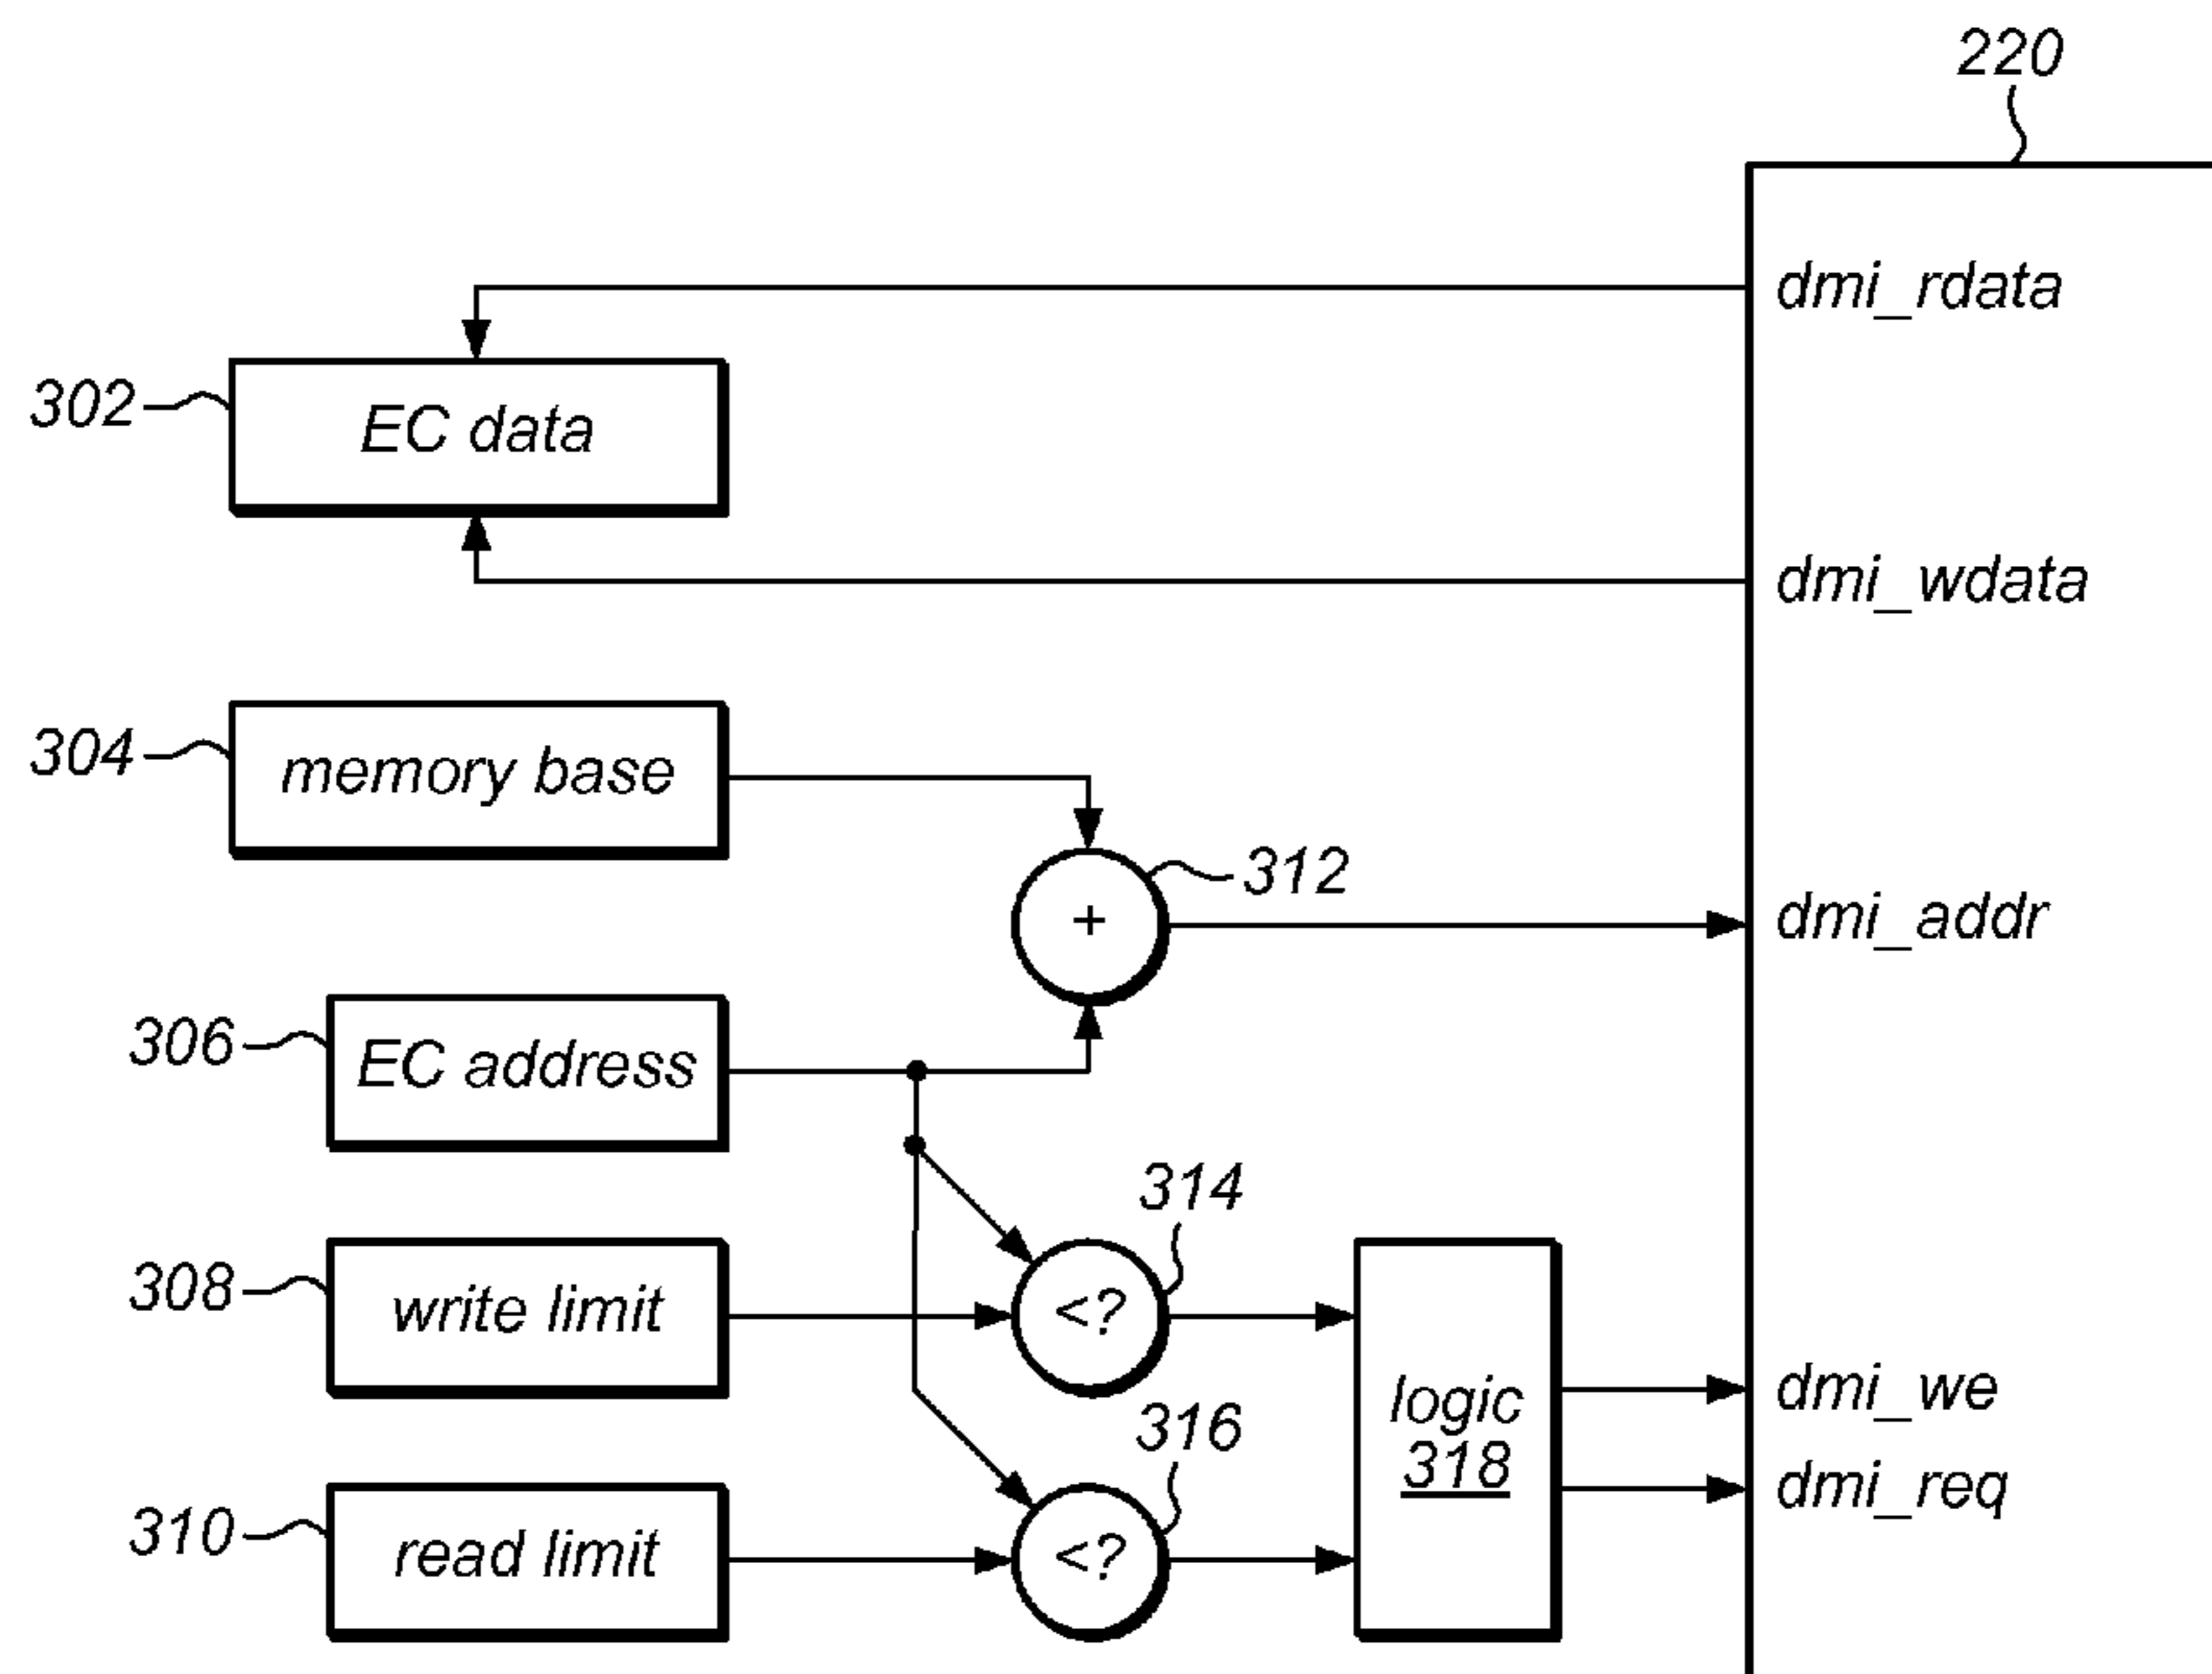 220
dmi_rdata
302
EC data
dmi_wdata
304
memory base
312
+
dmi_addr
306
EC address
314
308
write limit
<?
dmi_we
logic
318
316
dmi_req
310
read limit
<?